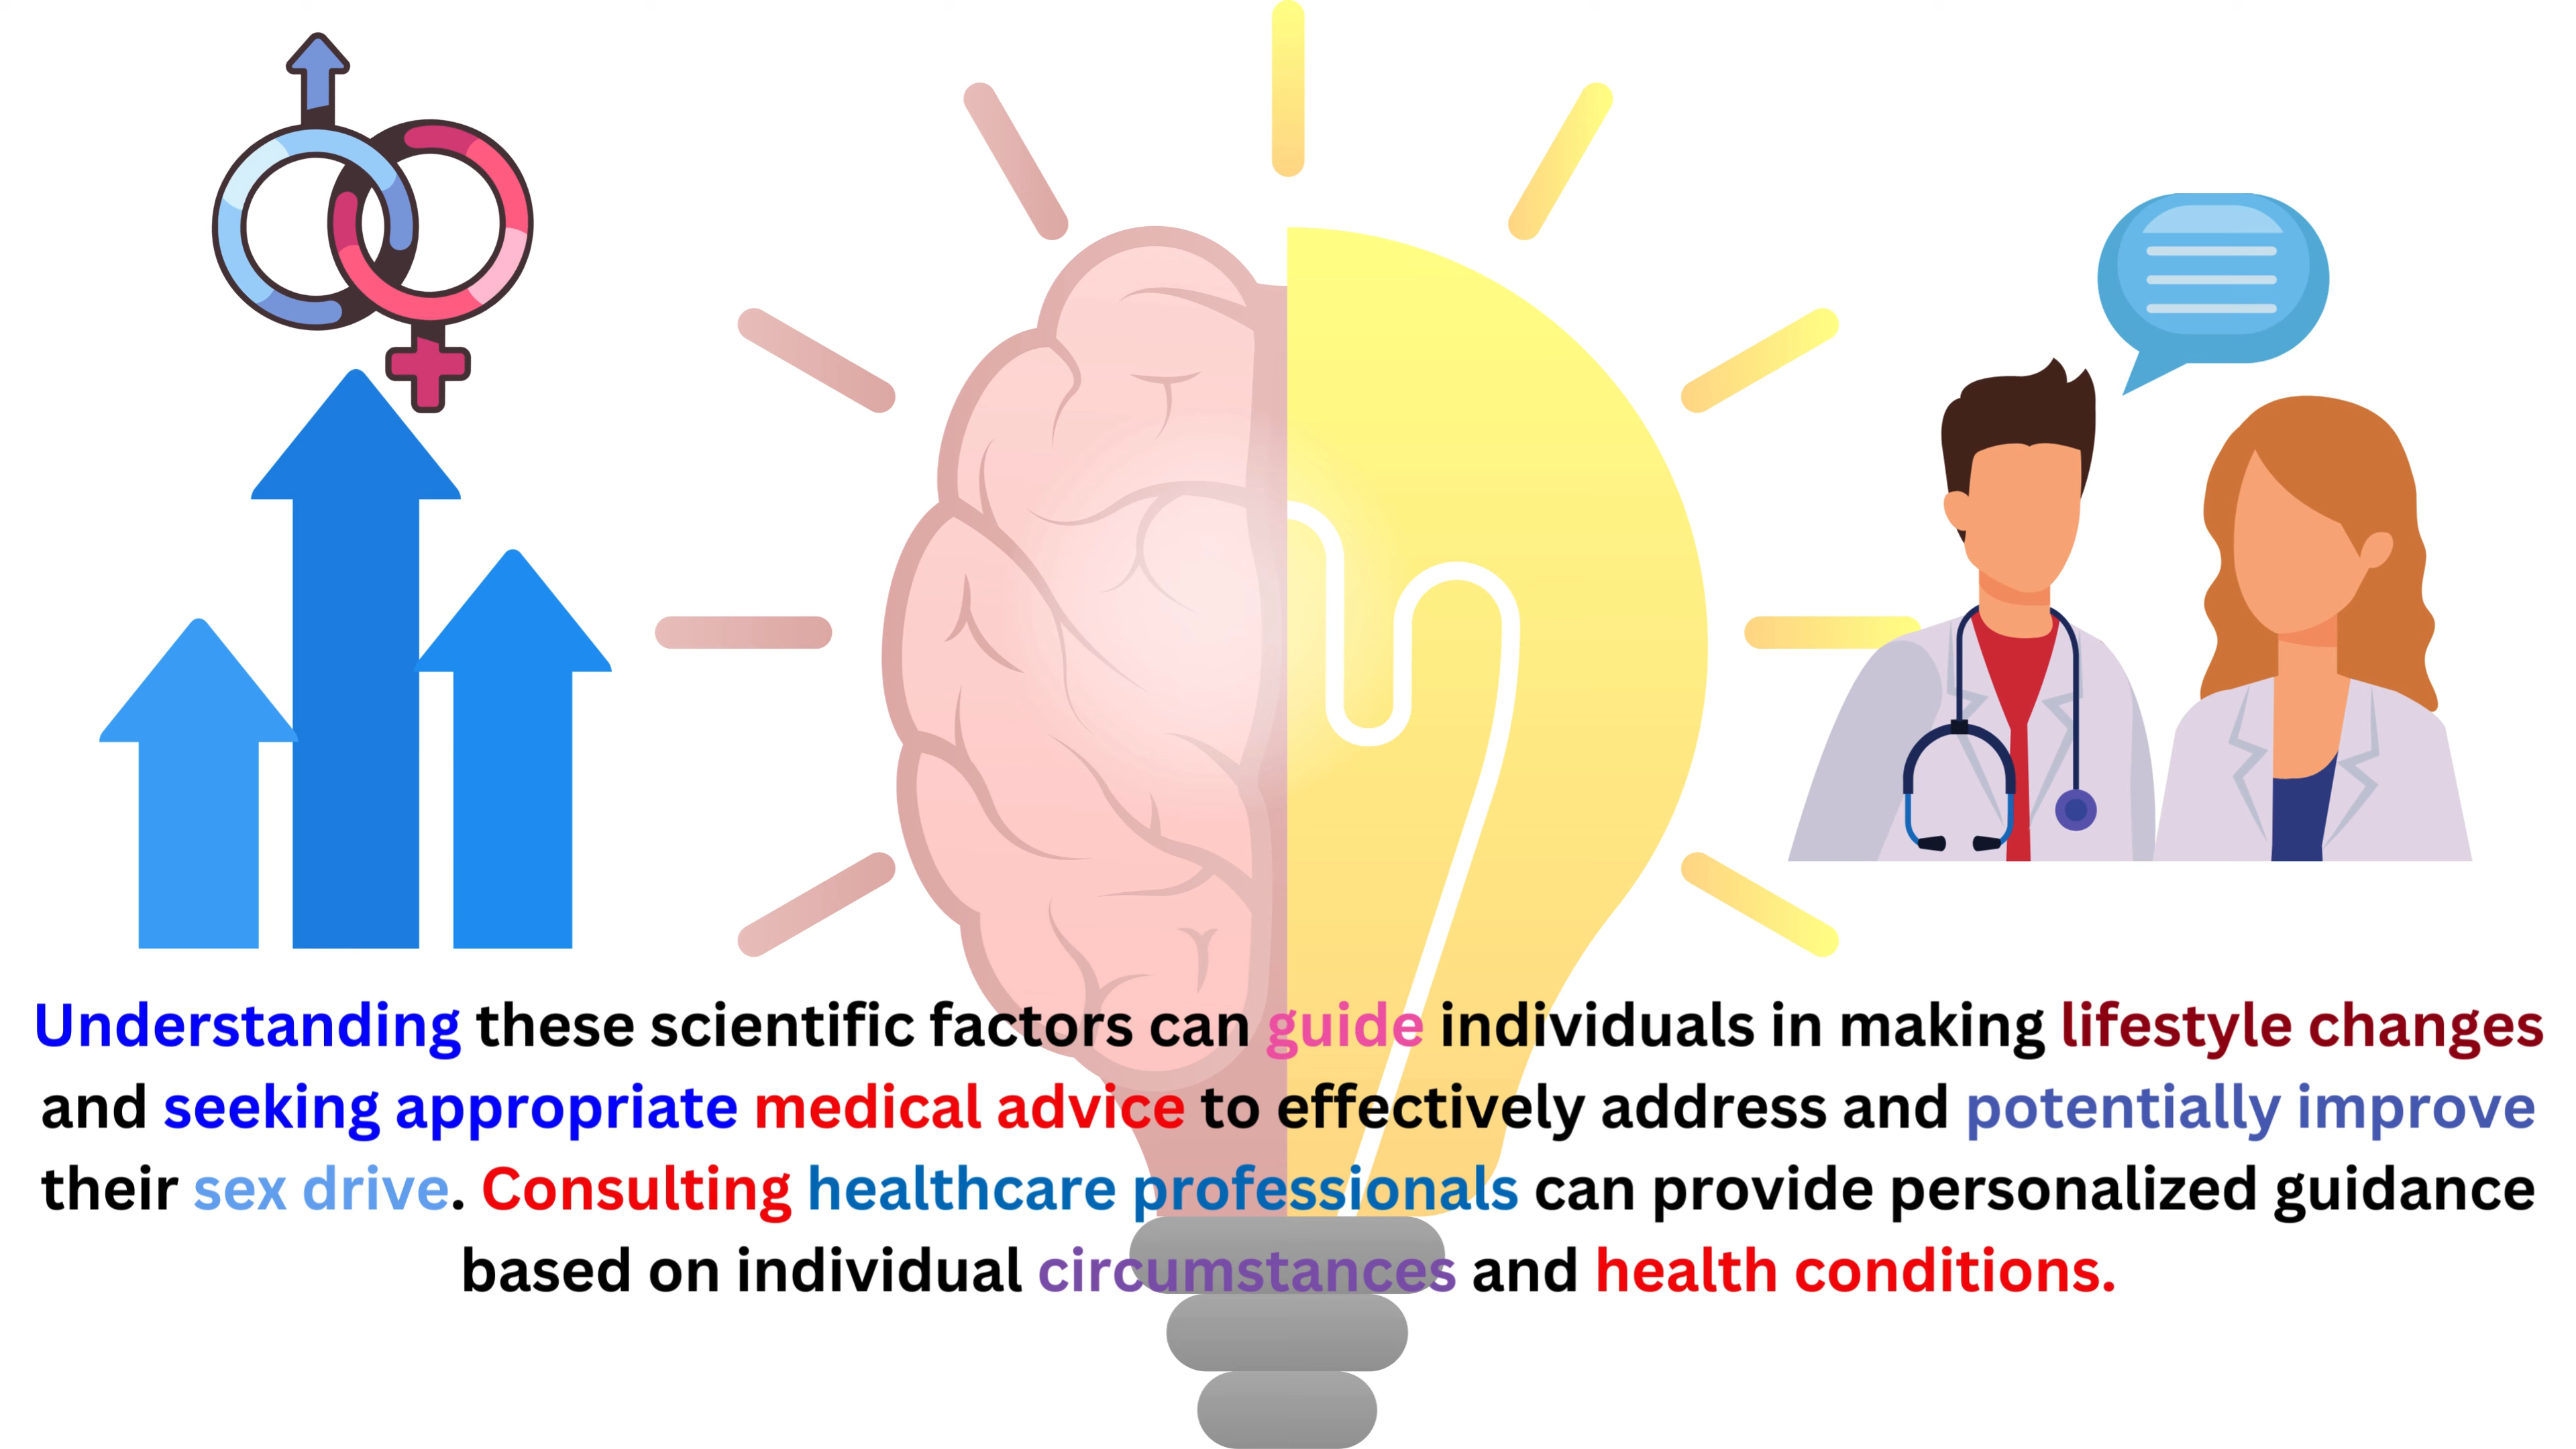 Understanding these scientific factors can guide individuals in making lifestyle changes
and seeking appropriate medical advice to effectively address and potentially improve
their sex drive. Consulting healthcare professionals can provide personalized guidance
based on individual circumstances and health conditions.